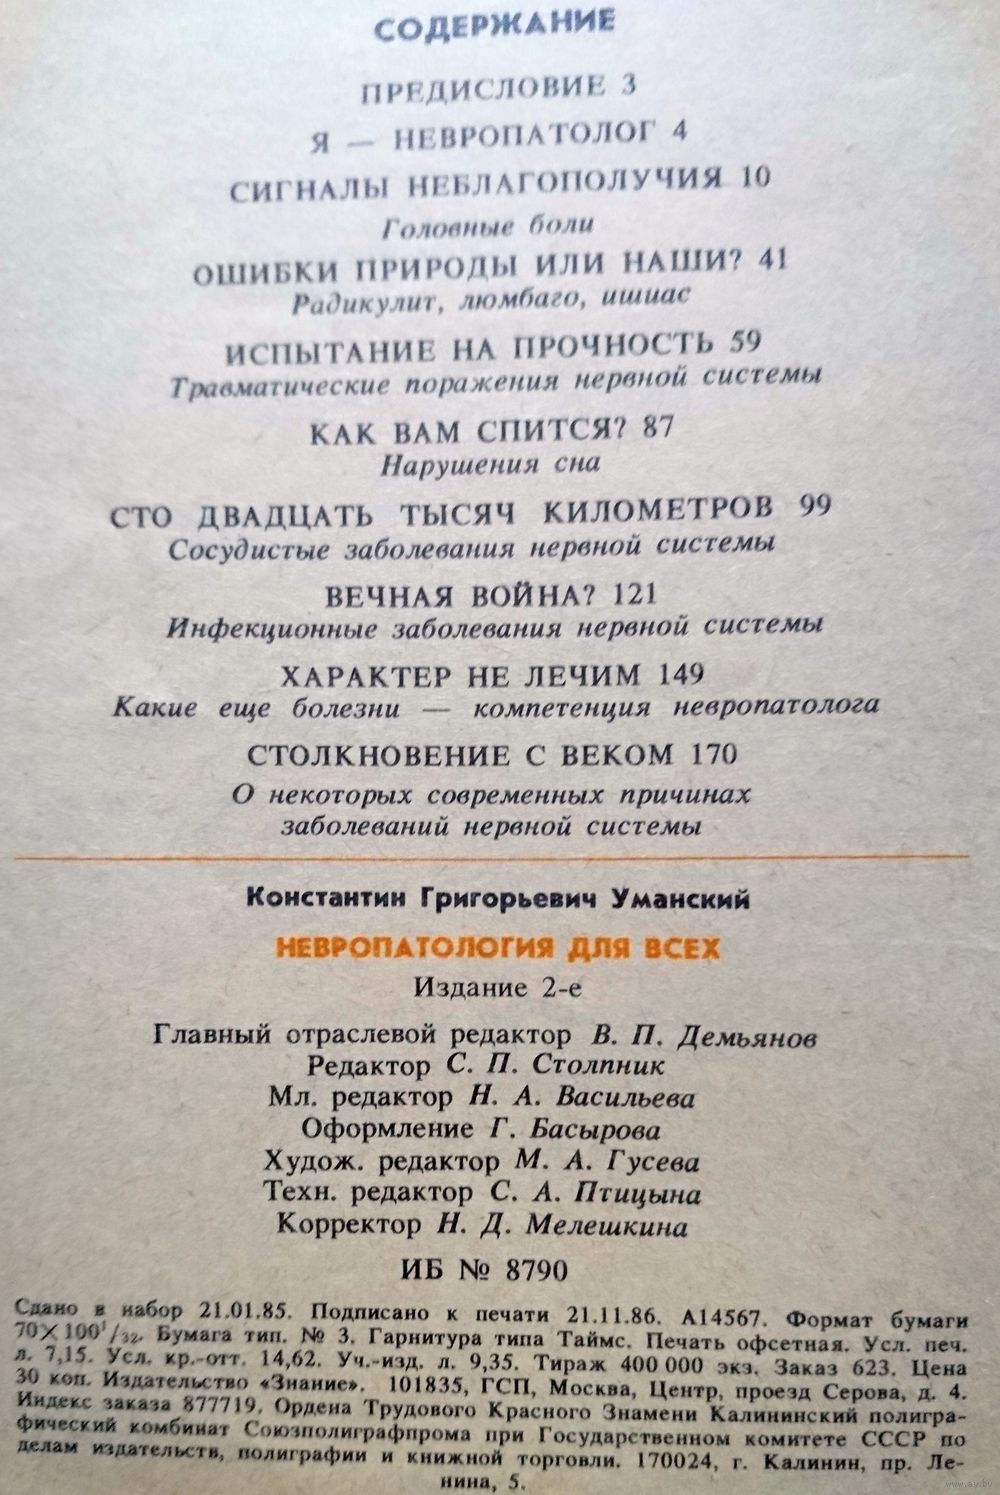 СОДЕРЖАНИЕ
ПРЕДИСЛОВИЕ 3
Я — НЕВРОПАТОЛОГ 4
СИГНАЛЫ НЕБЛАГОПОЛУЧИЯ 10
Головные боли
ОШИБКИ ПРИРОДЫ ИЛИ НАШИ? 41
Радикулит, люмбаго, ишиас
ИСПЫТАНИЕ НА ПРОЧНОСТЬ 59
Травматические поражения нервной системы
КАК ВАМ СПИТСЯ? 87
Нарушения сна
СТО ДВАДЦАТЬ ТЫСЯЧ КИЛОМЕТРОВ 99
Сосудистые заболевания нервной системы
ВЕЧНАЯ ВОЙНА? 121
Инфекционные заболевания нервной системы
ХАРАКТЕР НЕ ЛЕЧИМ 149
Какие еще болезни — компетенция невропатолога
СТОЛКНОВЕНИЕ С ВЕКОМ 170
О некоторых современных причинах
заболеваний нервной системы
Константин Григорьевич Уманский
НЕВРОПАТОЛОГИЯ ДЛЯ ВСЕХ
Издание 2-е
Главный отраслевой редактор В. П. Демьянов
Редактор С. П. Столпник
Мл. редактор Н. А. Васильева
Оформление Г. Басырова
Худож. редактор М. А. Гусева
Техн. редактор С. А. Птицына
Корректор Н. Д. Мелешкина
ИБ № 8790
Сдано в набор 21.01.85. Подписано к печати 21.11.86. А14567. Формат бумаги
70×100¹/₃₂. Бумага тип. № 3. Гарнитура типа Таймс. Печать офсетная. Усл. печ.
л. 7,15. Усл. кр.-отт. 14,62. Уч.-изд. л. 9,35. Тираж 400 000 экз. Заказ 623. Цена
30 коп. Издательство «Знание». 101835, ГСП, Москва, Центр, проезд Серова, д. 4.
Индекс заказа 877719. Ордена Трудового Красного Знамени Калининский полигра-
фический комбинат Союзполиграфпрома при Государственном комитете СССР по
делам издательств, полиграфии и книжной торговли. 170024, г. Калинин, пр. Ле-
нина, 5.
www.ay.by